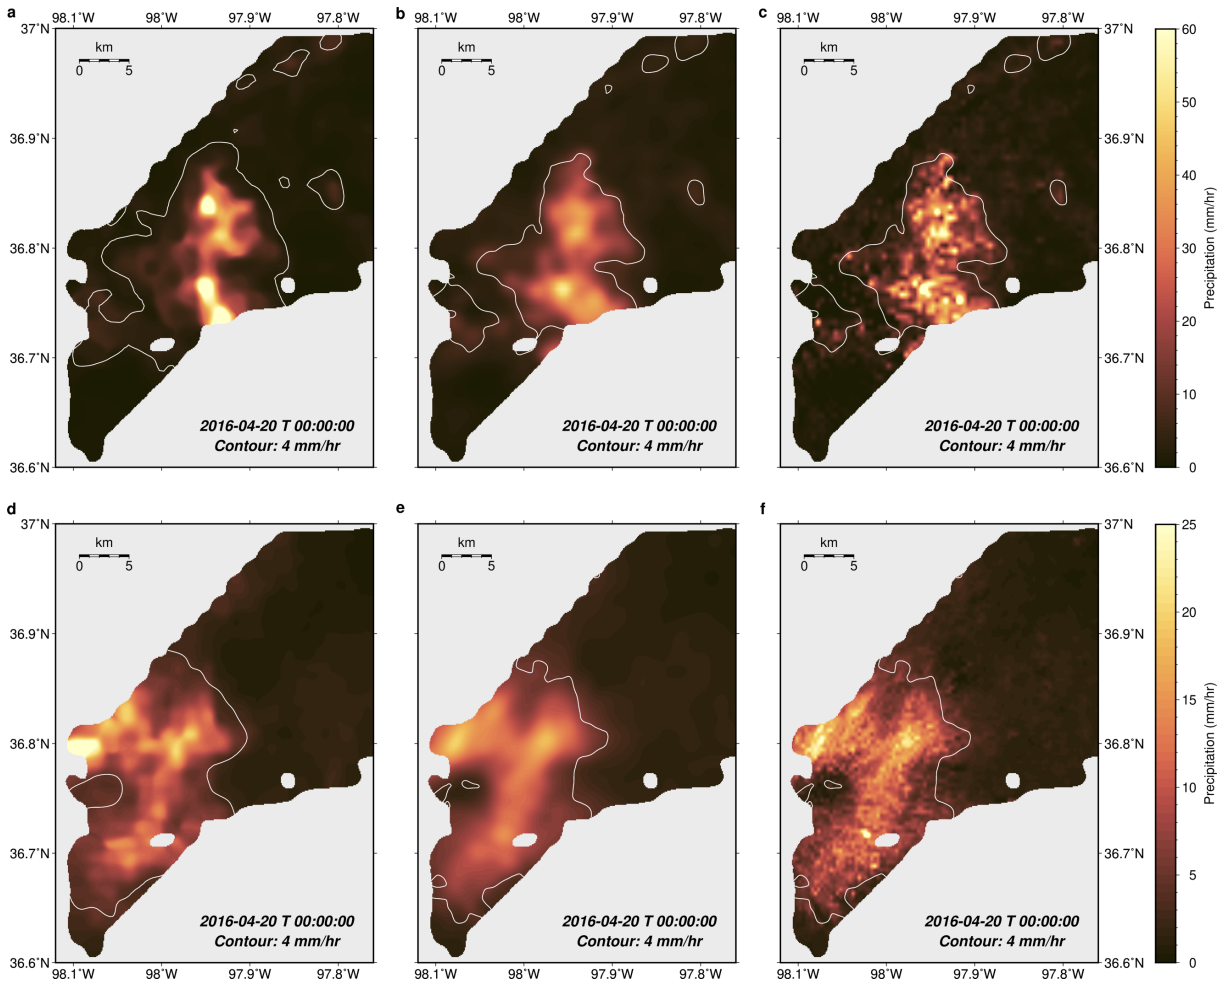 a
98.1˚W 98˚W 97.9˚W 97.8˚W
b
98.1˚W 98˚W 97.9˚W 97.8˚W
c
98.1˚W 98˚W 97.9˚W 97.8˚W
37˚N
36.9˚N
36.8˚N
36.7˚N
36.6˚N
km
0 5
2016-04-20 T 00:00:00
Contour: 4 mm/hr
km
0 5
2016-04-20 T 00:00:00
Contour: 4 mm/hr
km
0 5
2016-04-20 T 00:00:00
Contour: 4 mm/hr
37˚N
36.9˚N
36.8˚N
36.7˚N
36.6˚N
60
50
40
30
20
10
0
Precipitation (mm/hr)
d
e
f
37˚N
36.9˚N
36.8˚N
36.7˚N
36.6˚N
km
0 5
2016-04-20 T 00:00:00
Contour: 4 mm/hr
98.1˚W 98˚W 97.9˚W 97.8˚W
km
0 5
2016-04-20 T 00:00:00
Contour: 4 mm/hr
98.1˚W 98˚W 97.9˚W 97.8˚W
km
0 5
2016-04-20 T 00:00:00
Contour: 4 mm/hr
98.1˚W 98˚W 97.9˚W 97.8˚W
37˚N
36.9˚N
36.8˚N
36.7˚N
36.6˚N
25
20
15
10
5
0
Precipitation (mm/hr)